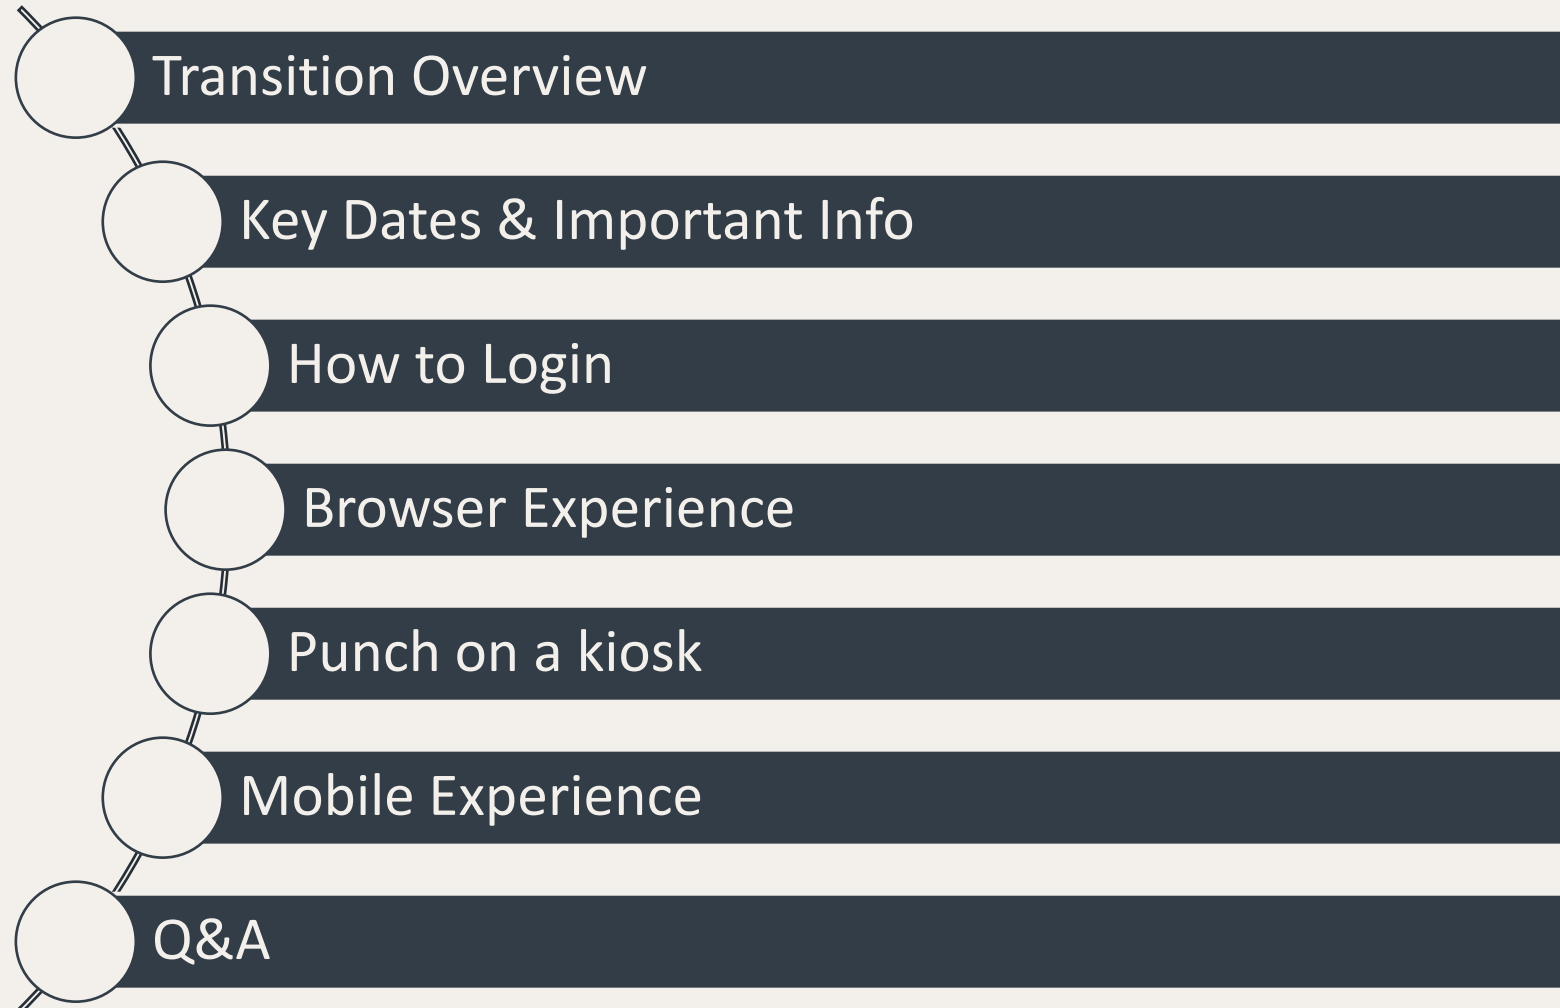 Transition Overview
Key Dates & Important Info
How to Login
Browser Experience
Punch on a kiosk
Mobile Experience
Q&A